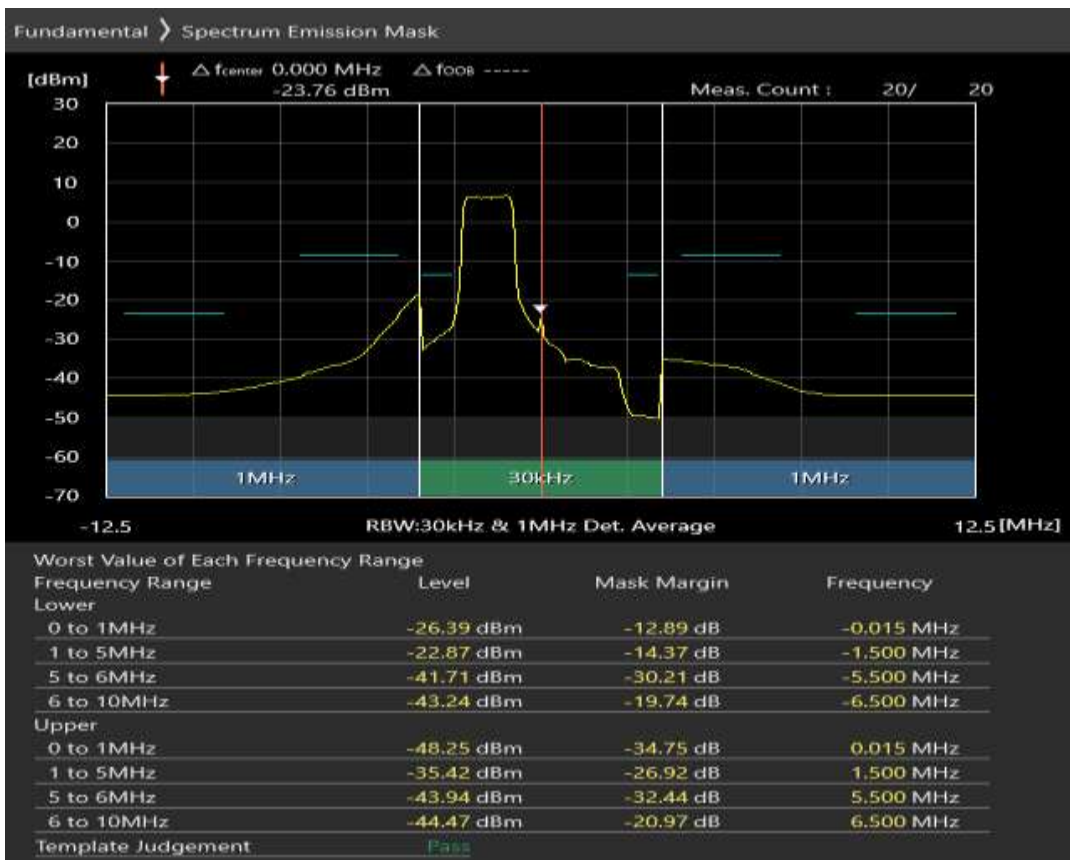 Fundamental ❯ Spectrum Emission Mask
[dBm] △ fcenter 0.000 MHz △ fOOB -----
-23.76 dBm Meas. Count : 20/ 20
30
20
10
0
-10
-20
-30
-40
-50
-60
1MHz 30kHz 1MHz
-70
-12.5 RBW:30kHz & 1MHz Det. Average 12.5 [MHz]
Worst Value of Each Frequency Range
Frequency Range Level Mask Margin Frequency
Lower
0 to 1MHz -26.39 dBm -12.89 dB -0.015 MHz
1 to 5MHz -22.87 dBm -14.37 dB -1.500 MHz
5 to 6MHz -41.71 dBm -30.21 dB -5.500 MHz
6 to 10MHz -43.24 dBm -19.74 dB -6.500 MHz
Upper
0 to 1MHz -48.25 dBm -34.75 dB 0.015 MHz
1 to 5MHz -35.42 dBm -26.92 dB 1.500 MHz
5 to 6MHz -43.94 dBm -32.44 dB 5.500 MHz
6 to 10MHz -44.47 dBm -20.97 dB 6.500 MHz
Template Judgement Pass